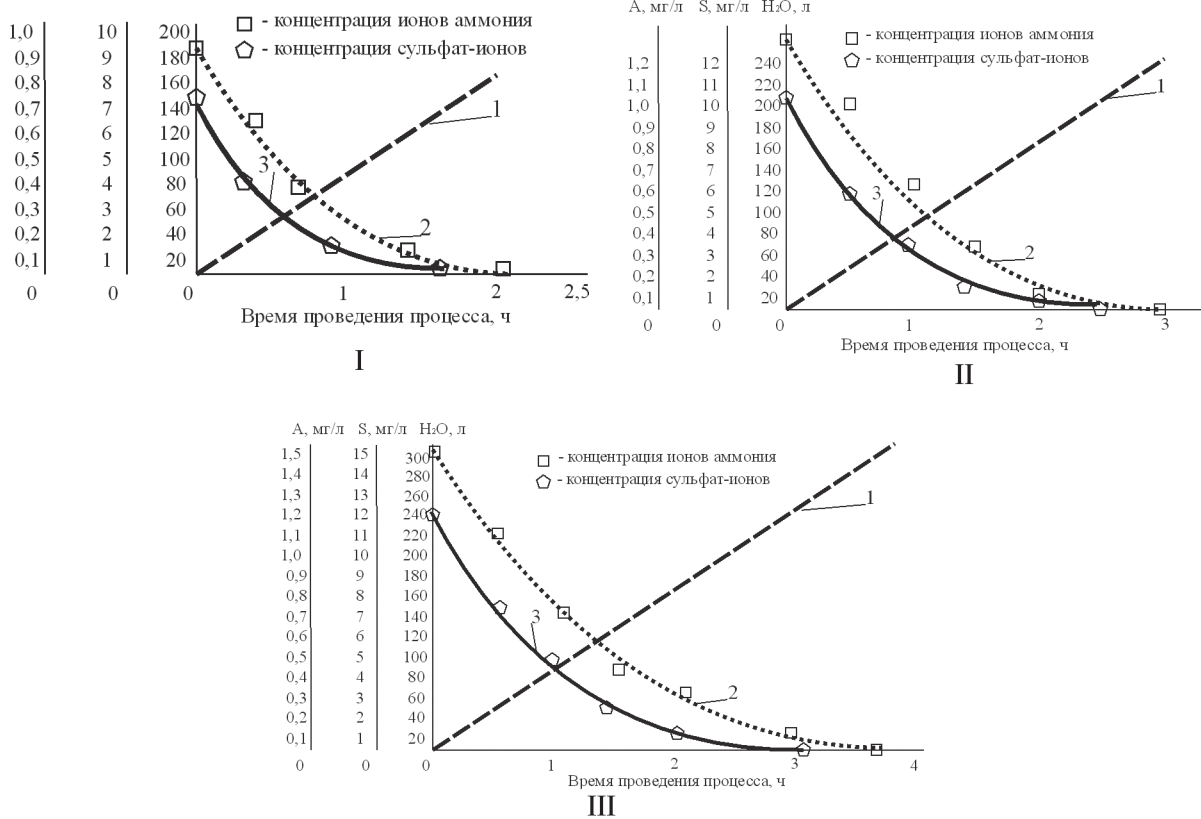 - концентрация ионов аммония
- концентрация сульфат-ионов
1,0 10 200
0,9 9 180
0,8 8 160
0,7 7 140
0,6 6 120
0,5 5 100
0,4 4 80
0,3 3 60
0,2 2 40
0,1 1 20
0 0 0 1 2 2,5
1
3
2
Время проведения процесса, ч
I
А, мг/л S, мг/л H₂O, л
- концентрация ионов аммония
- концентрация сульфат-ионов
1,2 12 240
1,1 11 220
1,0 10 200
0,9 9 180
0,8 8 160
0,7 7 140
0,6 6 120
0,5 5 100
0,4 4 80
0,3 3 60
0,2 2 40
0,1 1 20
0 0 0 1 2 3
1
3
2
Время проведения процесса, ч
II
А, мг/л S, мг/л H₂O, л
- концентрация ионов аммония
- концентрация сульфат-ионов
1,5 15 300
1,4 14 280
1,3 13 260
1,2 12 240
1,1 11 220
1,0 10 200
0,9 9 180
0,8 8 160
0,7 7 140
0,6 6 120
0,5 5 100
0,4 4 80
0,3 3 60
0,2 2 40
0,1 1 20
0 0 0 1 2 3 4
1
3
2
Время проведения процесса, ч
III